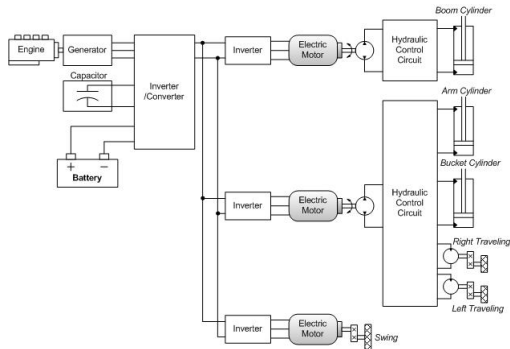 Boom Cylinder
Engine
Generator
Inverter
Electric
Motor
Hydraulic
Control
Circuit
Capacitor
Inverter
/Converter
Arm Cylinder
+ −
Battery
Bucket Cylinder
Inverter
Electric
Motor
Hydraulic
Control
Circuit
Right Traveling
Left Traveling
Inverter
Electric
Motor
Swing